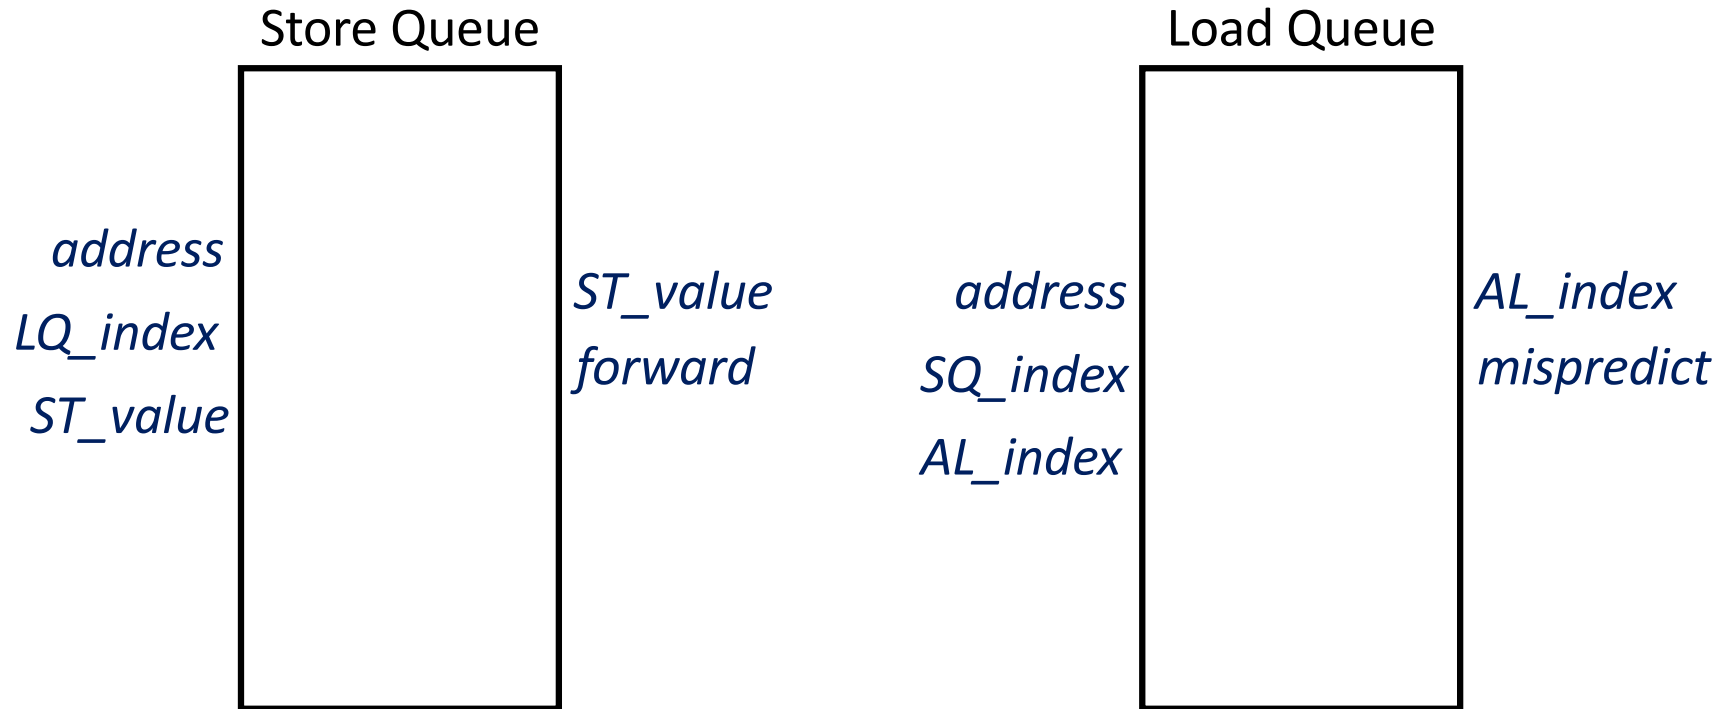 Store Queue
address
LQ_index
ST_value
ST_value
forward
Load Queue
address
SQ_index
AL_index
AL_index
mispredict